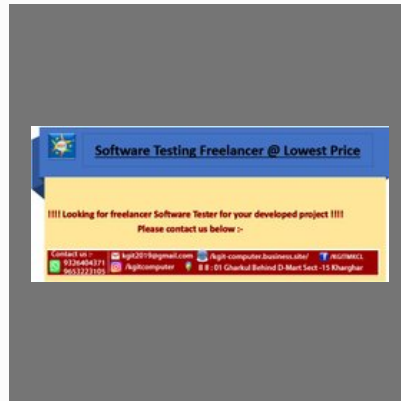 Software Testing Freelancer @ Lowest Price
!!!! Looking for freelancer Software Tester for your developed project !!!!
Please contact us below :-
Contact us :-
9326404371
9653223105
kgit2019@gmail.com
/kgit-computer.business.site/
/KGITMKCL
/kgitcomputer
B 8 : 01 Gharkul Behind D-Mart Sect -15 Kharghar